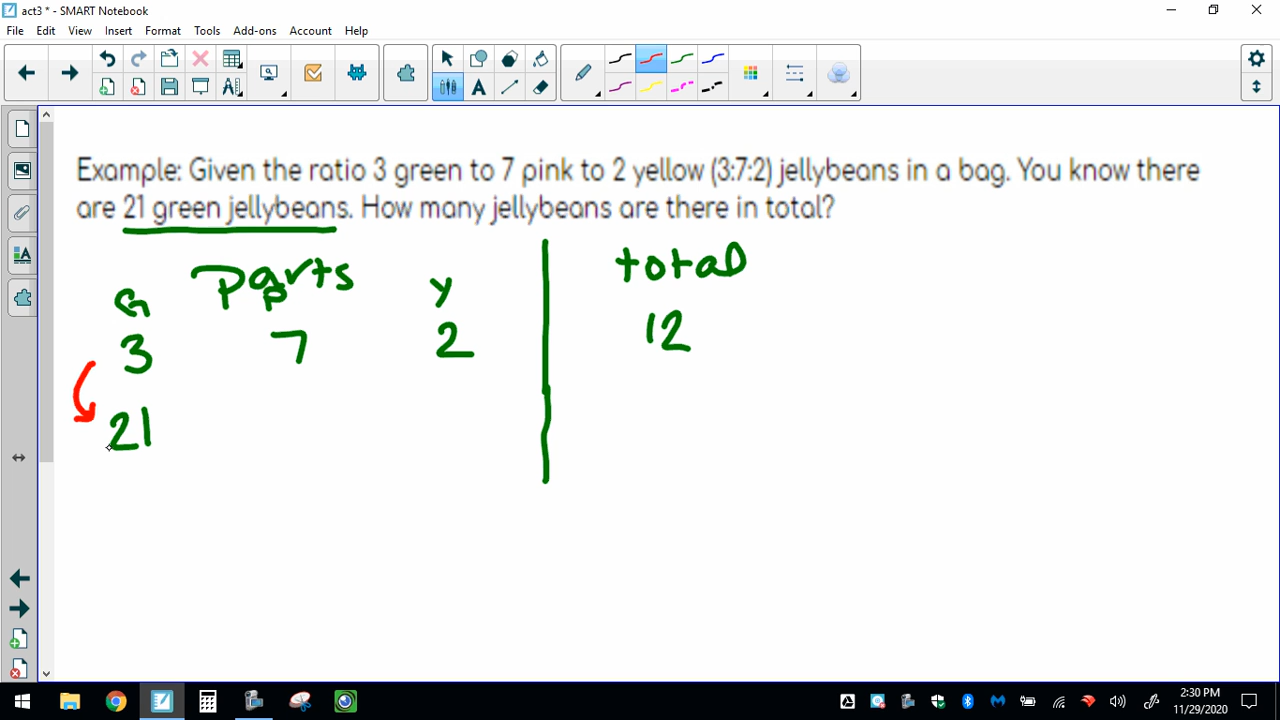 act3 * - SMART Notebook
File Edit View Insert Format Tools Add-ons Account Help
Example: Given the ratio 3 green to 7 pink to 2 yellow (3:7:2) jellybeans in a bag. You know there
are 21 green jellybeans. How many jellybeans are there in total?
parts total
G P Y
3 7 2 12
21
2:30 PM
11/29/2020